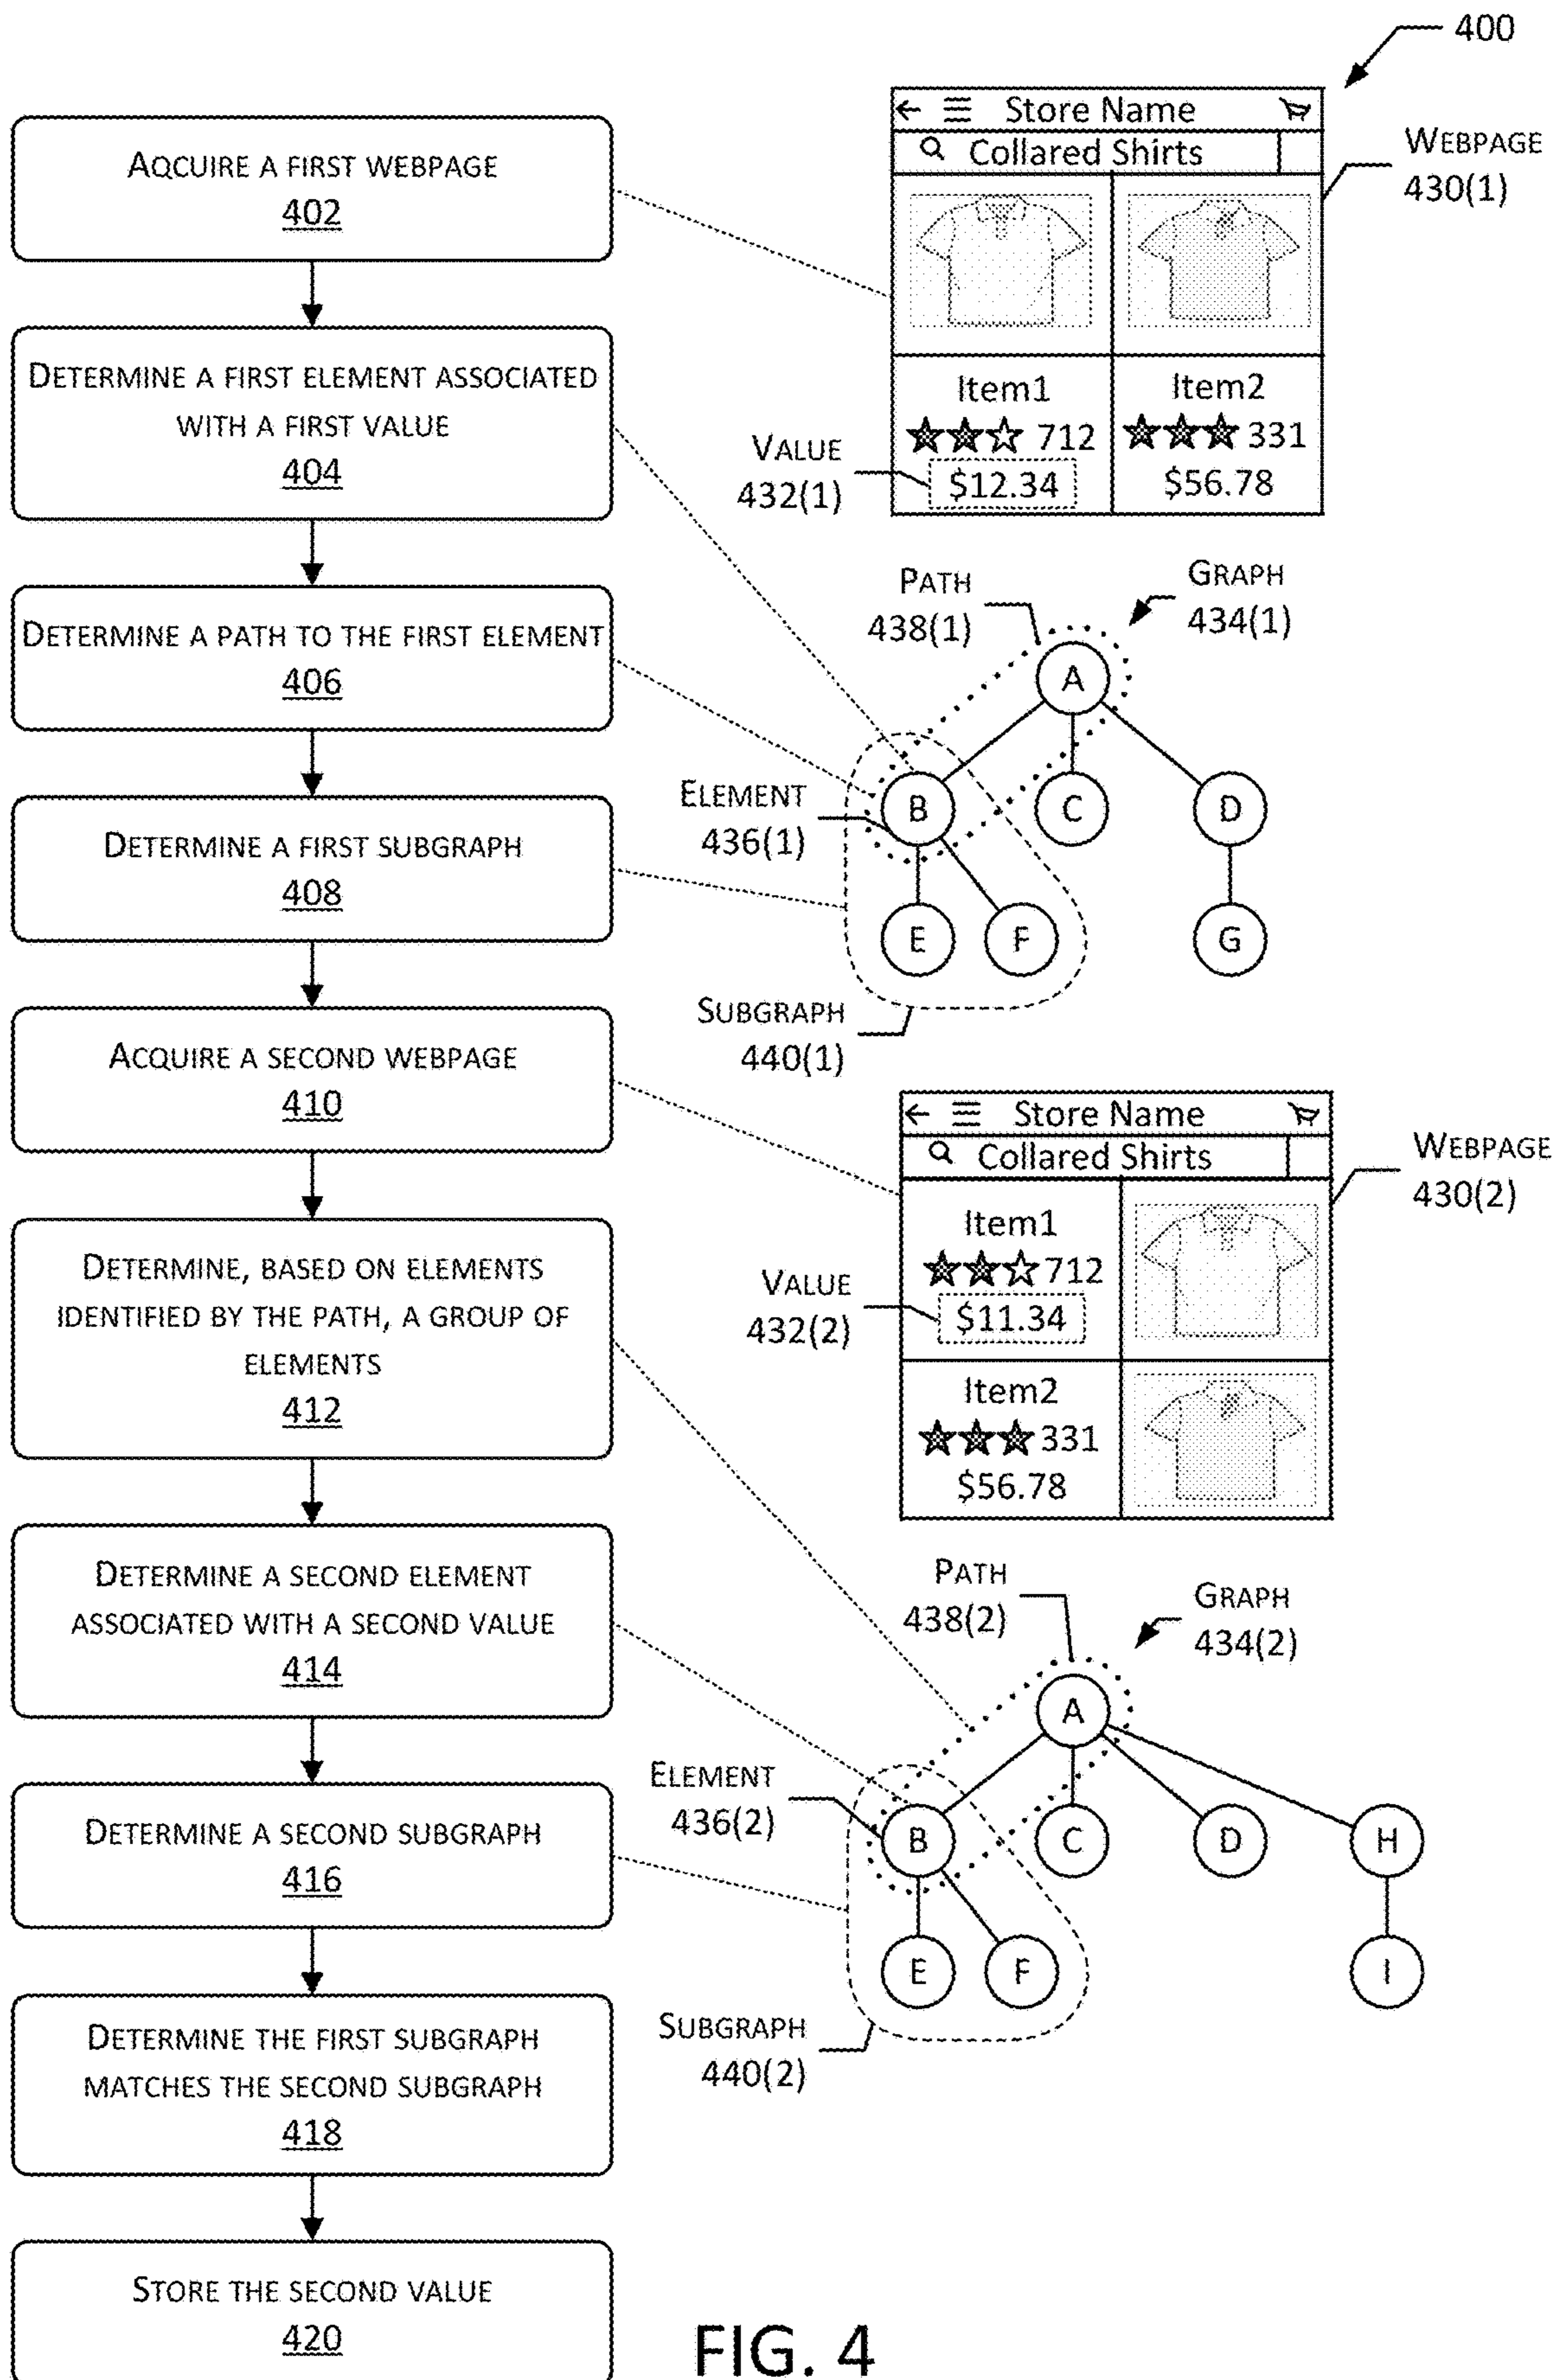 400
AQCUIRE A FIRST WEBPAGE
402
DETERMINE A FIRST ELEMENT ASSOCIATED
WITH A FIRST VALUE
404
DETERMINE A PATH TO THE FIRST ELEMENT
406
DETERMINE A FIRST SUBGRAPH
408
ACQUIRE A SECOND WEBPAGE
410
DETERMINE, BASED ON ELEMENTS
IDENTIFIED BY THE PATH, A GROUP OF
ELEMENTS
412
DETERMINE A SECOND ELEMENT
ASSOCIATED WITH A SECOND VALUE
414
DETERMINE A SECOND SUBGRAPH
416
DETERMINE THE FIRST SUBGRAPH
MATCHES THE SECOND SUBGRAPH
418
STORE THE SECOND VALUE
420
Store Name
Collared Shirts
WEBPAGE
430(1)
Item1
712
$12.34
Item2
331
$56.78
VALUE
432(1)
PATH
438(1)
GRAPH
434(1)
A
ELEMENT
436(1)
B
C
D
E
F
G
SUBGRAPH
440(1)
Store Name
Collared Shirts
WEBPAGE
430(2)
Item1
712
$11.34
VALUE
432(2)
Item2
331
$56.78
PATH
438(2)
GRAPH
434(2)
A
ELEMENT
436(2)
B
C
D
H
E
F
I
SUBGRAPH
440(2)
FIG. 4